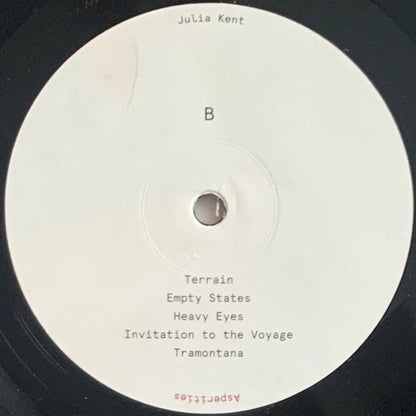 Julia Kent
B
Terrain
Empty States
Heavy Eyes
Invitation to the Voyage
Tramontana
Asperities